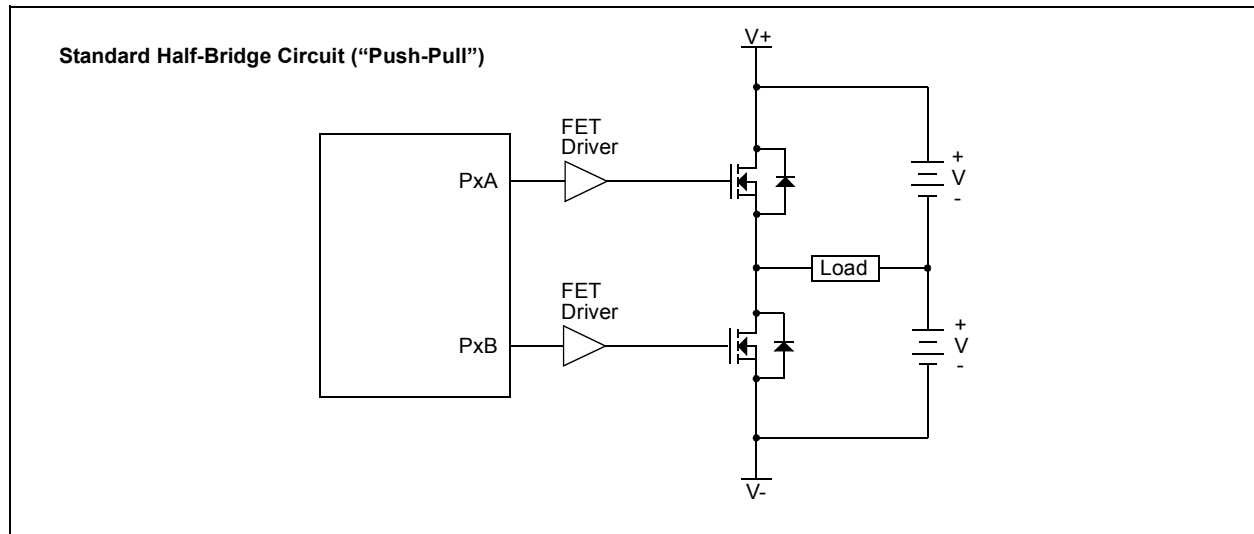 Standard Half-Bridge Circuit (“Push-Pull”)
V+
FET
Driver
PxA
+
V
-
Load
FET
Driver
PxB
+
V
-
V-